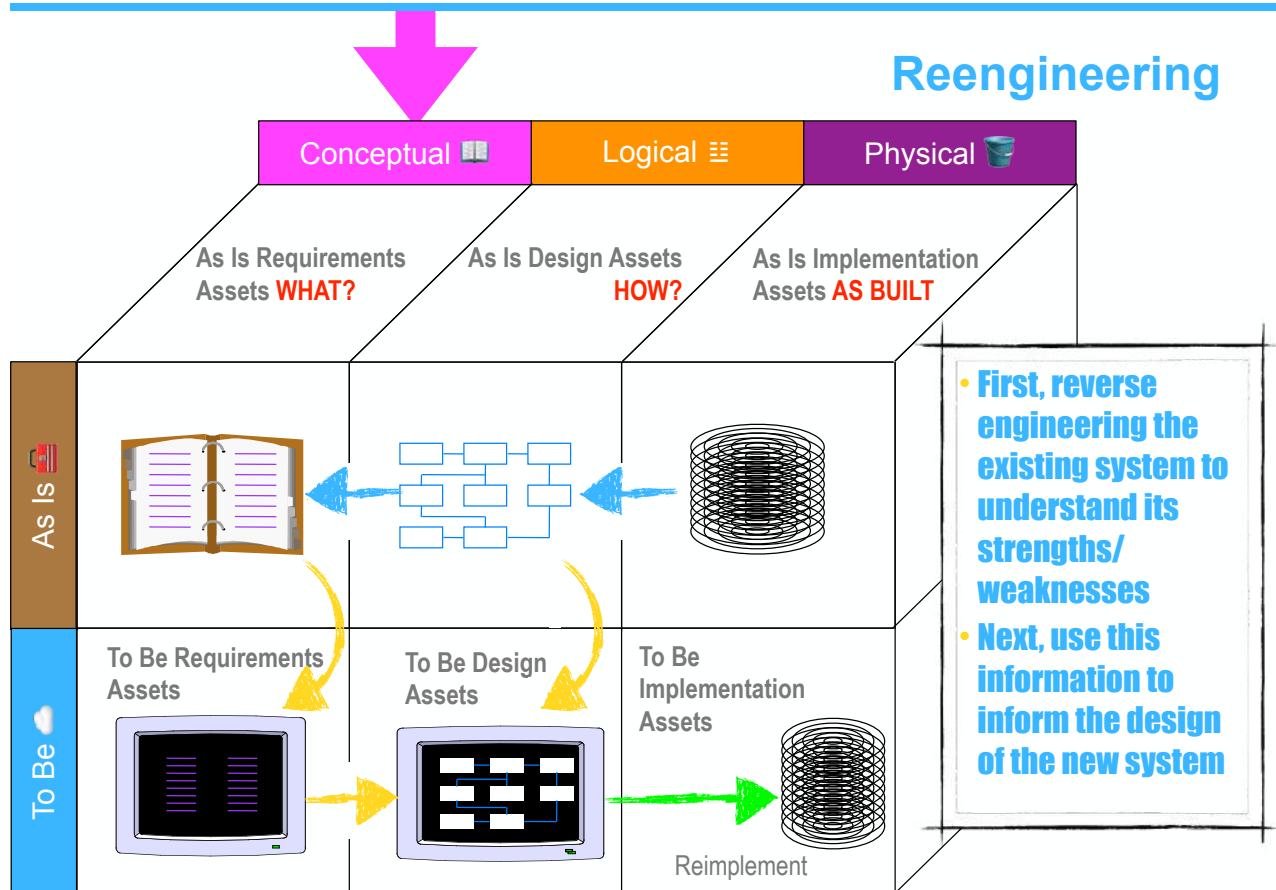 Reengineering
Conceptual
Logical
Physical
As Is Requirements
Assets WHAT?
As Is Design Assets
HOW?
As Is Implementation
Assets AS BUILT
As Is
• First, reverse
engineering the
existing system to
understand its
strengths/
weaknesses
• Next, use this
information to
inform the design
of the new system
To Be
To Be Requirements
Assets
To Be Design
Assets
To Be
Implementation
Assets
Reimplement